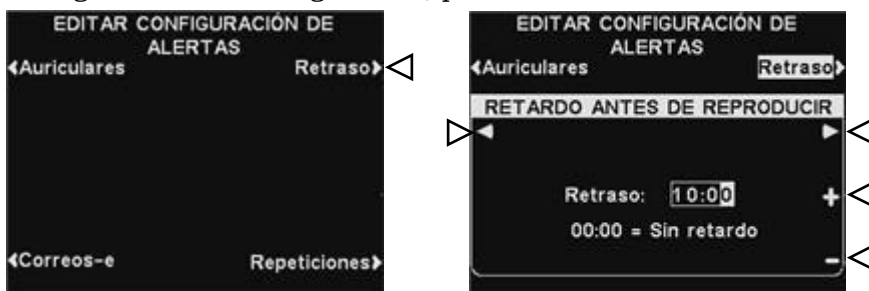 EDITAR CONFIGURACIÓN DE
ALERTAS
Auriculares Retraso
Correos-e Repeticiones
EDITAR CONFIGURACIÓN DE
ALERTAS
Auriculares Retraso
RETARDO ANTES DE REPRODUCIR
Retraso: 10:00 +
00:00 = Sin retardo
-